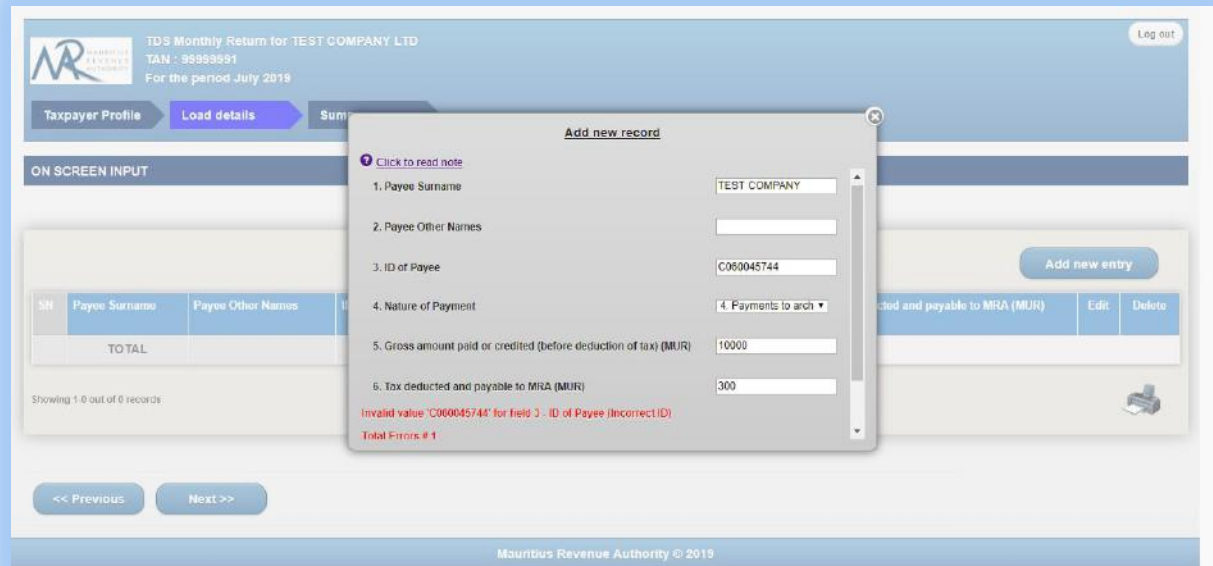 MAURITIUS
REVENUE
AUTHORITY
TDS Monthly Return for TEST COMPANY LTD
TAN : 99999991
For the period July 2019
Log out
Taxpayer Profile
Load details
ON SCREEN INPUT
Add new record
Click to read note
1. Payee Surname
TEST COMPANY
2. Payee Other Names
3. ID of Payee
C060045744
4. Nature of Payment
4. Payments to arch
5. Gross amount paid or credited (before deduction of tax) (MUR)
10000
6. Tax deducted and payable to MRA (MUR)
300
Invalid value 'C060045744' for field 3 - ID of Payee (Incorrect ID)
Total Errors # 1
Add new entry
SN Payee Surname Payee Other Names and payable to MRA (MUR) Edit Delete
TOTAL
Showing 1-0 out of 0 records
<< Previous
Next >>
Mauritius Revenue Authority © 2019